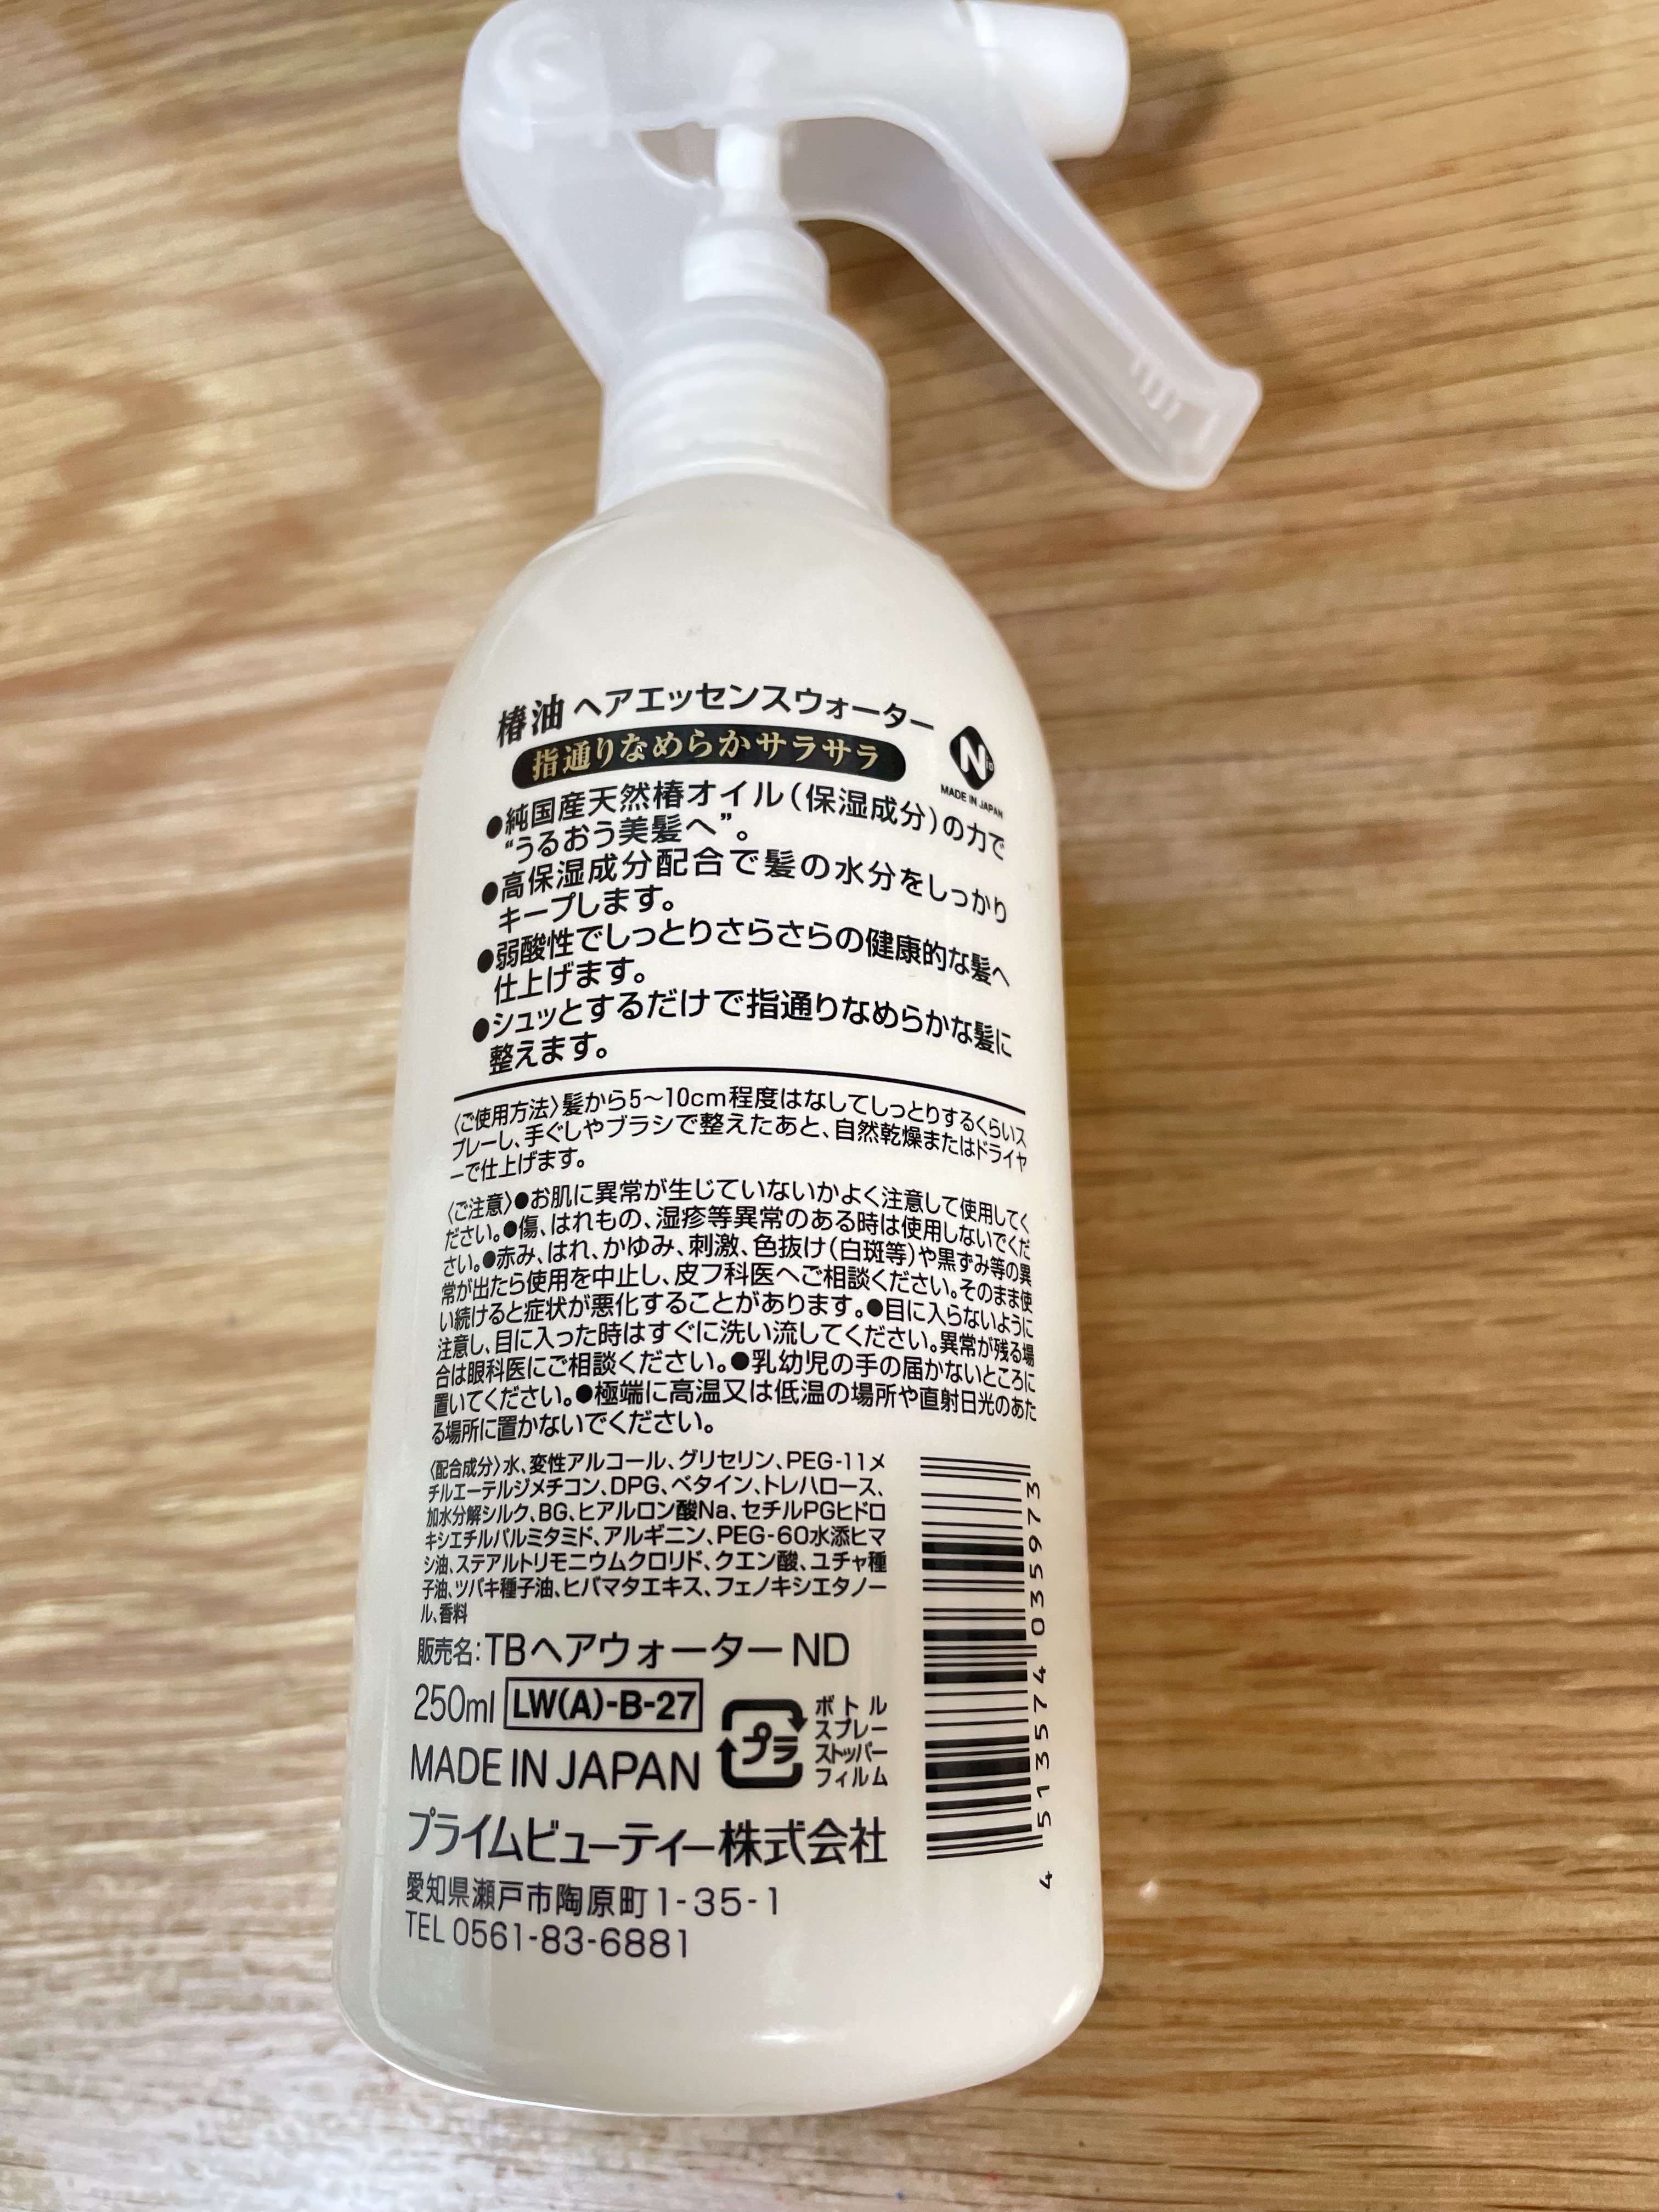 椿油 ヘアエッセンスウォーター
指通りなめらかサラサラ
N
MADE IN JAPAN
●純国産天然椿オイル(保湿成分)の力で
“うるおう美髪へ”。
●高保湿成分配合で髪の水分をしっかり
キープします。
●弱酸性でしっとりさらさらの健康的な髪へ
仕上げます。
●シュッとするだけで指通りなめらかな髪に
整えます。
〈ご使用方法〉髪から5～10cm程度はなしてしっとりするくらいス
プレーし、手ぐしやブラシで整えたあと、自然乾燥またはドライヤ
ーで仕上げます。
〈ご注意〉●お肌に異常が生じていないかよく注意して使用してく
ださい。●傷、はれもの、湿疹等異常のある時は使用しないでくだ
さい。●赤み、はれ、かゆみ、刺激、色抜け(白斑等)や黒ずみ等の異
常が出たら使用を中止し、皮フ科医へご相談ください。そのまま使
い続けると症状が悪化することがあります。●目に入らないように
注意し、目に入った時はすぐに洗い流してください。異常が残る場
合は眼科医にご相談ください。●乳幼児の手の届かないところに
置いてください。●極端に高温又は低温の場所や直射日光のあた
る場所に置かないでください。
〈配合成分〉水、変性アルコール、グリセリン、PEG-11メ
チルエーテルジメチコン、DPG、ベタイン、トレハロース、
加水分解シルク、BG、ヒアルロン酸Na、セチルPGヒドロ
キシエチルパルミタミド、アルギニン、PEG-60水添ヒマ
シ油、ステアルトリモニウムクロリド、クエン酸、ユチャ種
子油、ツバキ種子油、ヒバマタエキス、フェノキシエタノー
ル、香料
販売名：TBヘアウォーターND
250ml LW(A)-B-27
MADE IN JAPAN
プラ
ボトル
スプレー
ストッパー
フィルム
プライムビューティー株式会社
愛知県瀬戸市陶原町1-35-1
TEL 0561-83-6881
4 513574 035973